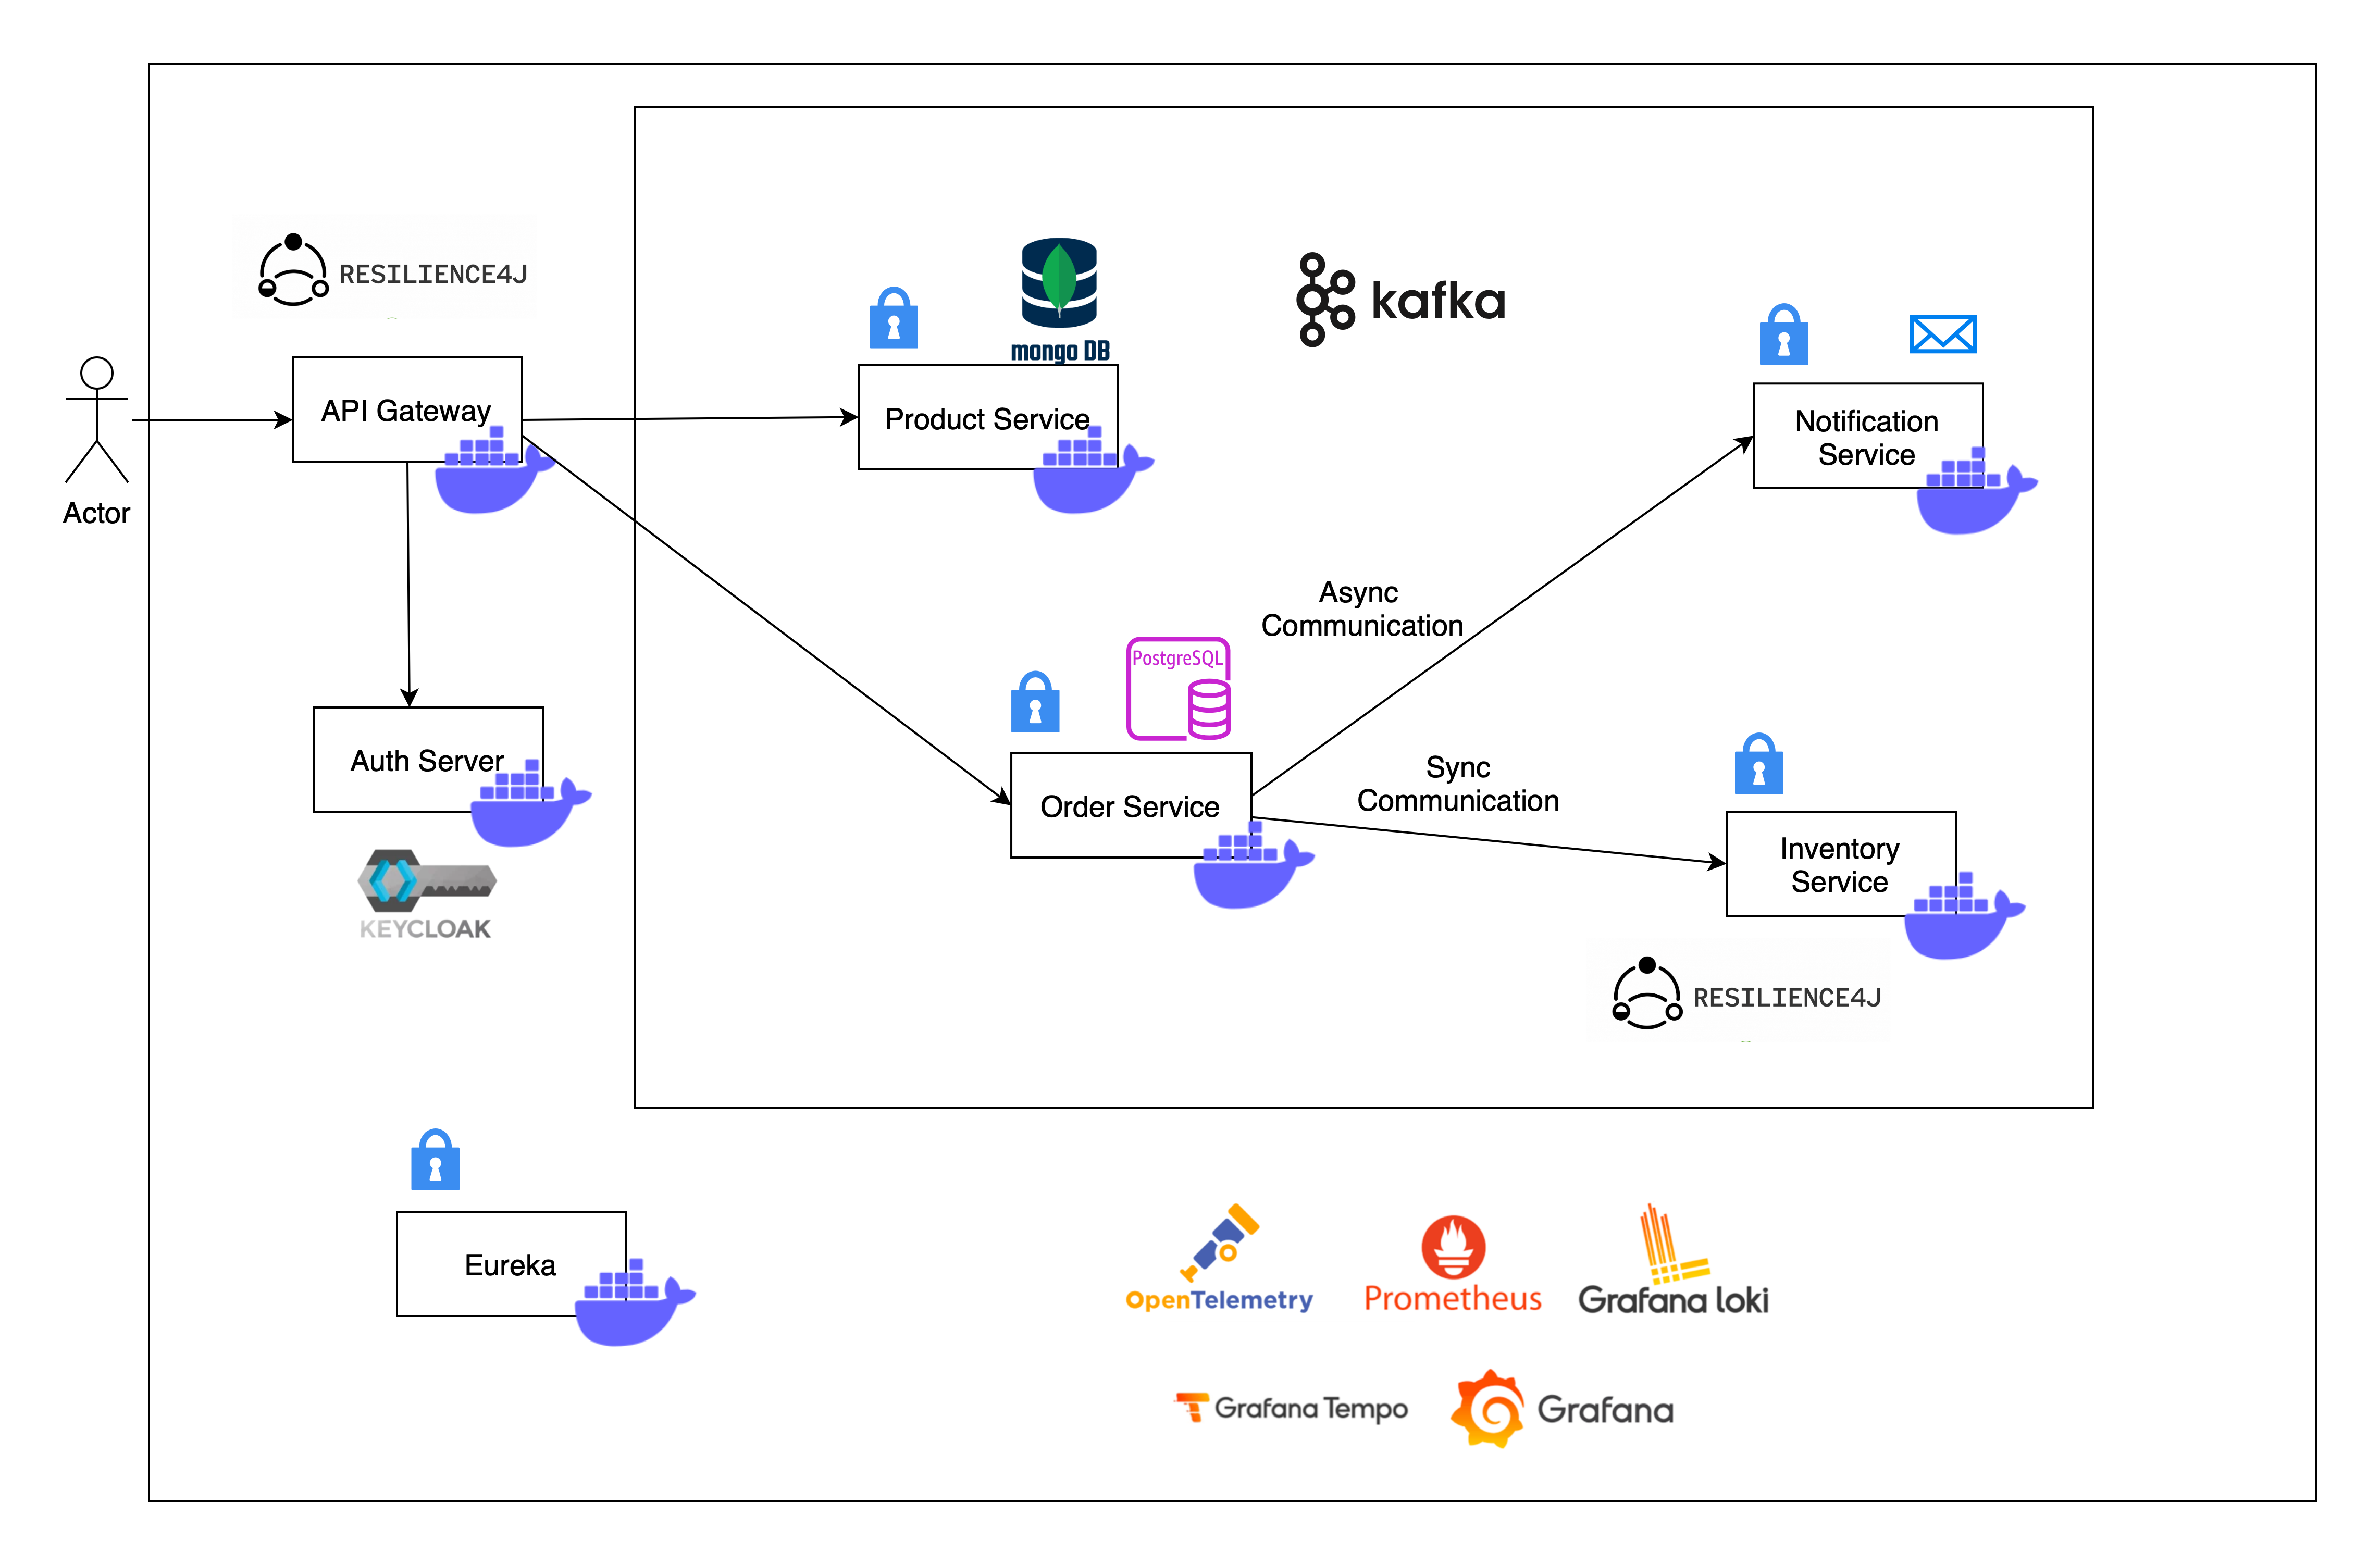 RESILIENCE4J
mongo DB
kafka
API Gateway
Product Service
Notification
Service
Actor
Async
Communication
PostgreSQL
Auth Server
Order Service
Sync
Communication
Inventory
Service
KEYCLOAK
RESILIENCE4J
Eureka
OpenTelemetry
Prometheus
Grafana loki
Grafana Tempo
Grafana